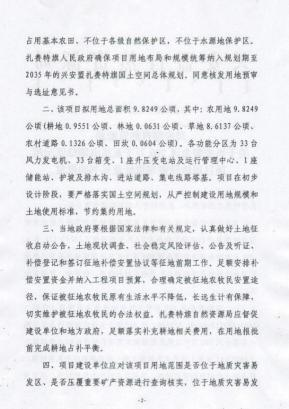 占用基本农田、不位于各级自然保护区、不位于水源地保护区。
扎赉特旗人民政府确保项目用地布局和规模统筹纳入规划期至
2035年的兴安盟扎赉特旗国土空间总体规划，同意核发用地预审
与选址意见书。
二、该项目拟用地总面积9.8249公顷，其中：农用地9.8249
公顷(耕地0.9551公顷、林地0.0631公顷、草地8.6137公顷、
农村道路0.1326公顷、田坎0.0604公顷)。各功能分区为33台
风力发电机、33台箱变、1座升压变电站及运行管理中心、1座
储能站、护坡及排水沟、进站道路、集电线路塔基。项目在初步
设计阶段，要严格落实国土空间规划，从严控制建设用地规模和
土地使用标准，节约集约用地。
三、当地政府要根据国家法律和有关规定，认真做好土地征
收启动公告、土地现状调查、社会稳定风险评估、公告及听证、
补偿登记和签订征地补偿安置协议等征地前期工作，足额安排补
偿安置资金并纳入工程项目预算，合理确定被征地农牧民安置途
径，保证被征地农牧民原有生活水平不降低，长远生计有保障，
切实维护被征地农牧民的合法权益。扎赉特旗自然资源局应督促
建设单位和地方政府，足额落实补充耕地相关费用，在用地报批
前完成耕地占补平衡。
四、项目建设单位应对该项目用地范围是否位于地质灾害易
发区、是否压覆重要矿产资源进行查询核实，位于地质灾害易发
-2-